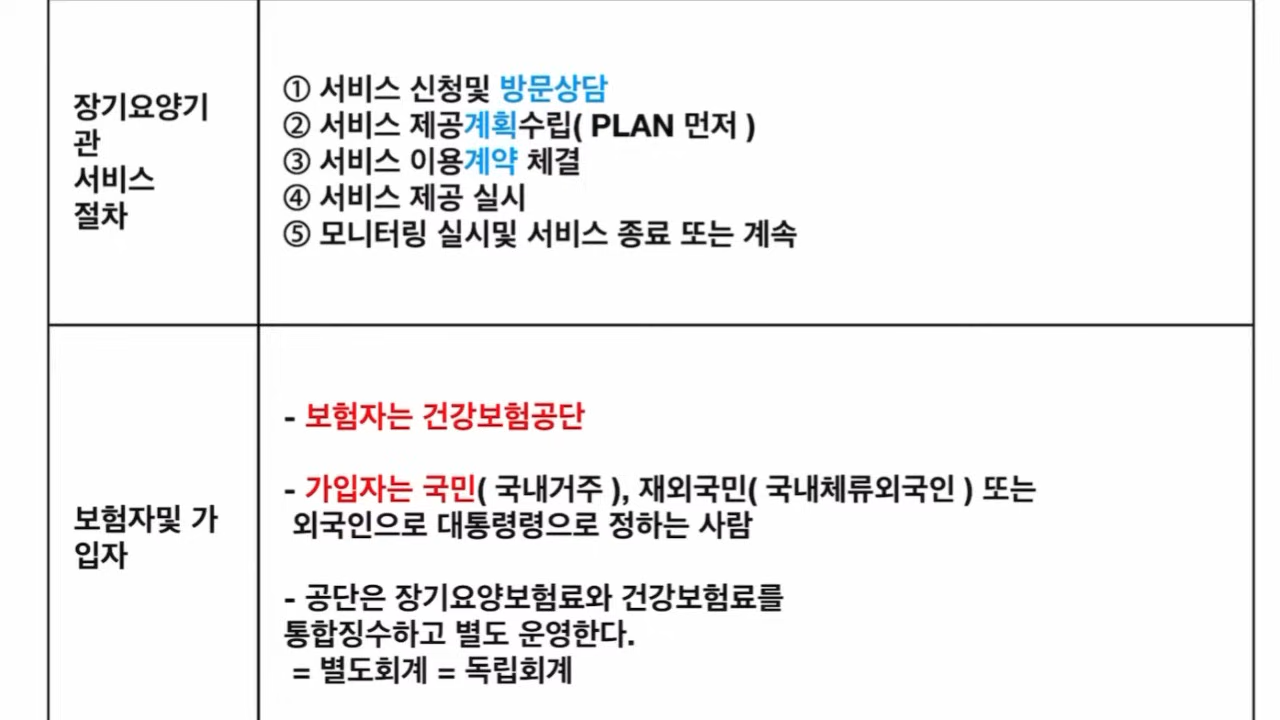 장기요양기
관
서비스
절차
① 서비스 신청및 방문상담
② 서비스 제공계획수립( PLAN 먼저 )
③ 서비스 이용계약 체결
④ 서비스 제공 실시
⑤ 모니터링 실시및 서비스 종료 또는 계속
보험자및 가
입자
- 보험자는 건강보험공단
- 가입자는 국민( 국내거주 ), 재외국민( 국내체류외국인 ) 또는
외국인으로 대통령령으로 정하는 사람
- 공단은 장기요양보험료와 건강보험료를
통합징수하고 별도 운영한다.
= 별도회계 = 독립회계